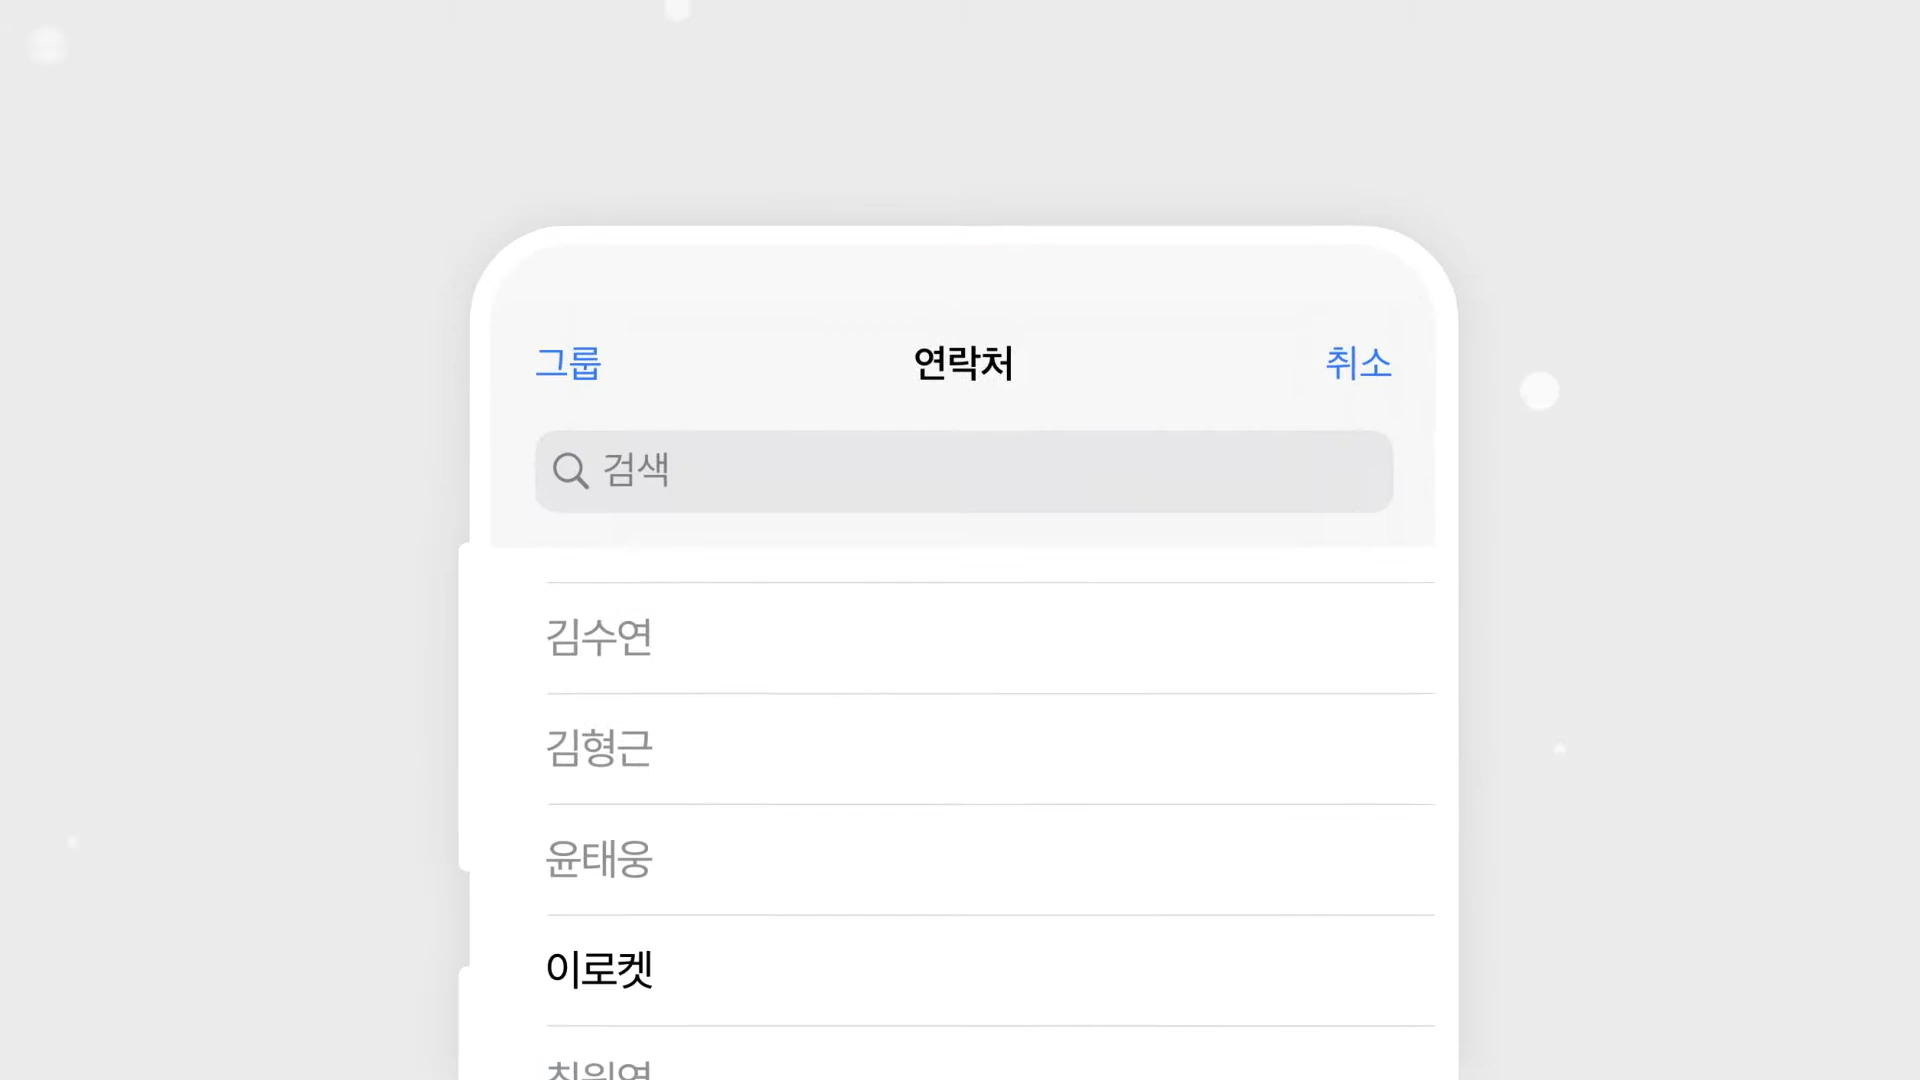 그룹 연락처 취소
검색
김수연
김형근
윤태웅
이로켓